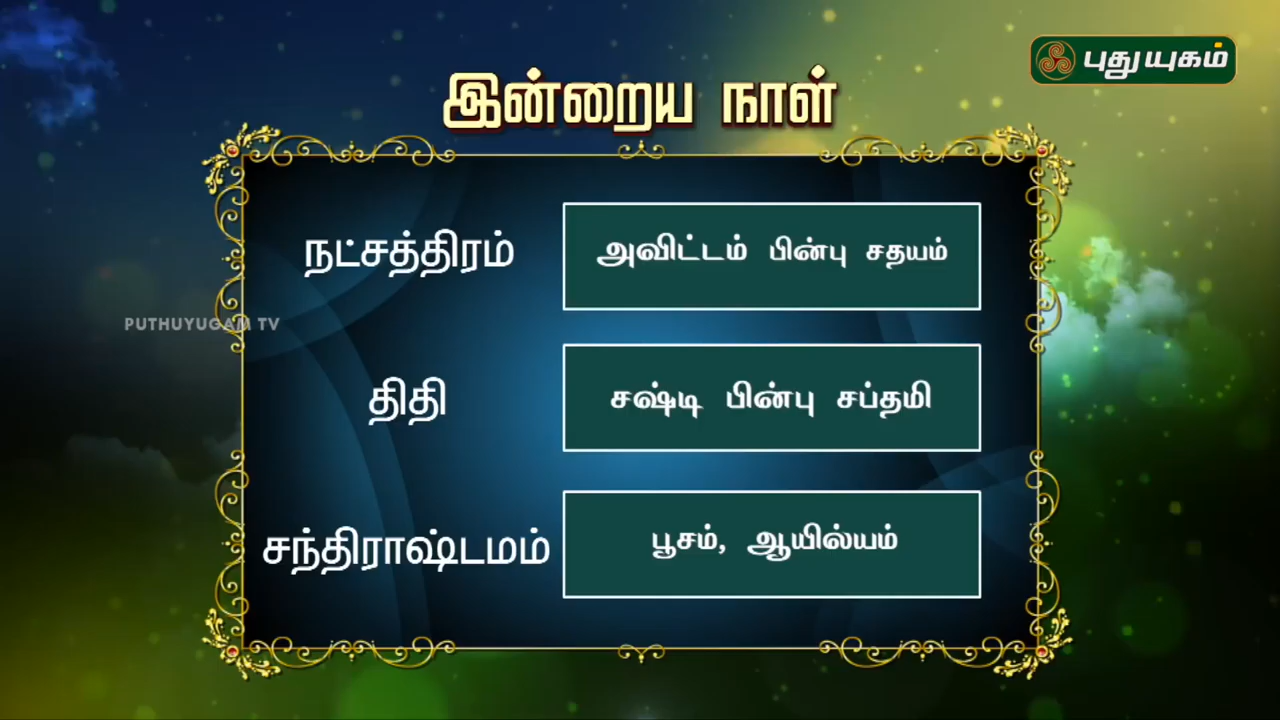 புதுயுகம்
இன்றைய நாள்
நட்சத்திரம்
அவிட்டம் பின்பு சதயம்
PUTHUYUGAM TV
திதி
சஷ்டி பின்பு சப்தமி
சந்திராஷ்டமம்
பூசம், ஆயில்யம்